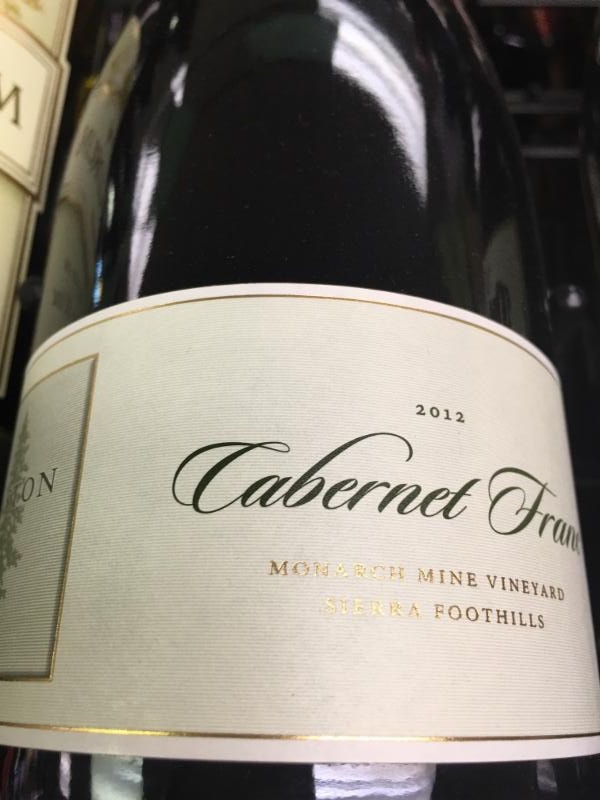 2012
Cabernet Franc
MONARCH MINE VINEYARD
SIERRA FOOTHILLS